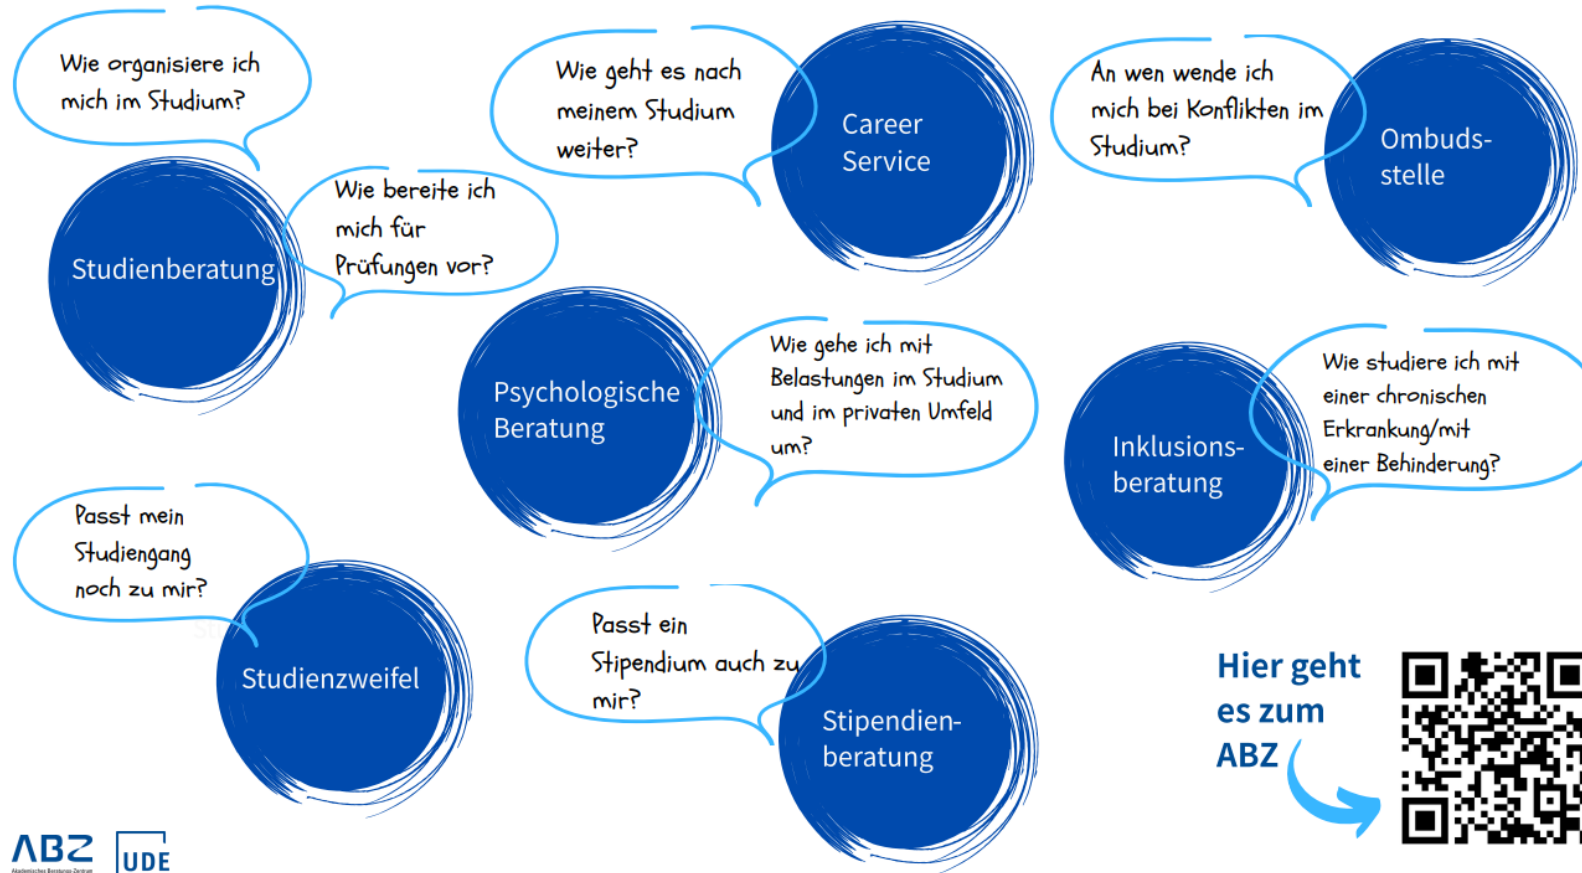 Wie organisiere ich
mich im Studium?
Studienberatung
Wie bereite ich
mich für
Prüfungen vor?
Wie geht es nach
meinem Studium
weiter?
Career
Service
An wen wende ich
mich bei Konflikten im
Studium?
Ombuds-
stelle
Psychologische
Beratung
Wie gehe ich mit
Belastungen im Studium
und im privaten Umfeld
um?
Inklusions-
beratung
Wie studiere ich mit
einer chronischen
Erkrankung/mit
einer Behinderung?
Passt mein
Studiengang
noch zu mir?
Studienzweifel
Passt ein
Stipendium auch zu
mir?
Stipendien-
beratung
Hier geht
es zum
ABZ
ABZ
Akademisches Beratungs-Zentrum
UDE